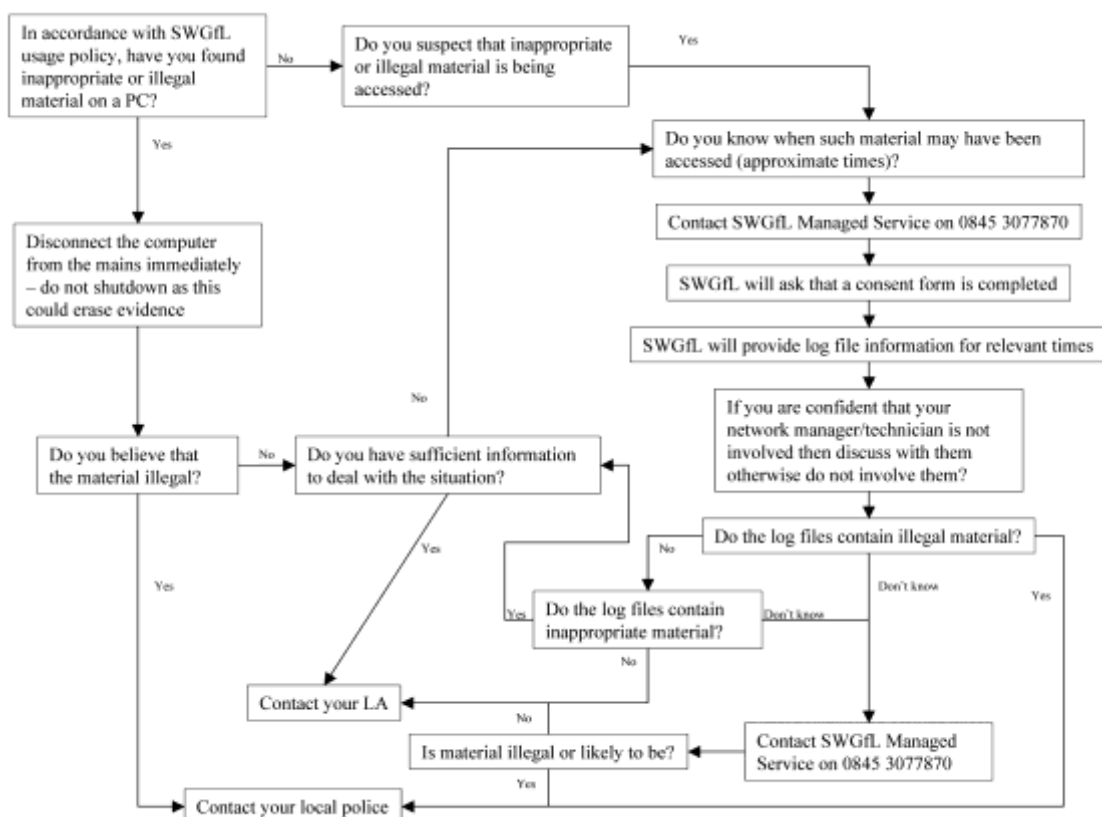 In accordance with SWGfL
usage policy, have you found
inappropriate or illegal
material on a PC?
No
Do you suspect that inappropriate
or illegal material is being
accessed?
Yes
Yes
Do you know when such material may have been
accessed (approximate times)?
Contact SWGfL Managed Service on 0845 3077870
Disconnect the computer
from the mains immediately
– do not shutdown as this
could erase evidence
SWGfL will ask that a consent form is completed
SWGfL will provide log file information for relevant times
No
If you are confident that your
network manager/technician is not
involved then discuss with them
otherwise do not involve them?
Do you believe that
the material illegal?
No
Do you have sufficient information
to deal with the situation?
Do the log files contain illegal material?
Yes
No
Don`t know
Yes
Yes
Yes
Do the log files contain
inappropriate material?
Don't know
No
Contact your LA
No
Is material illegal or likely to be?
Contact SWGfL Managed
Service on 0845 3077870
Yes
Contact your local police